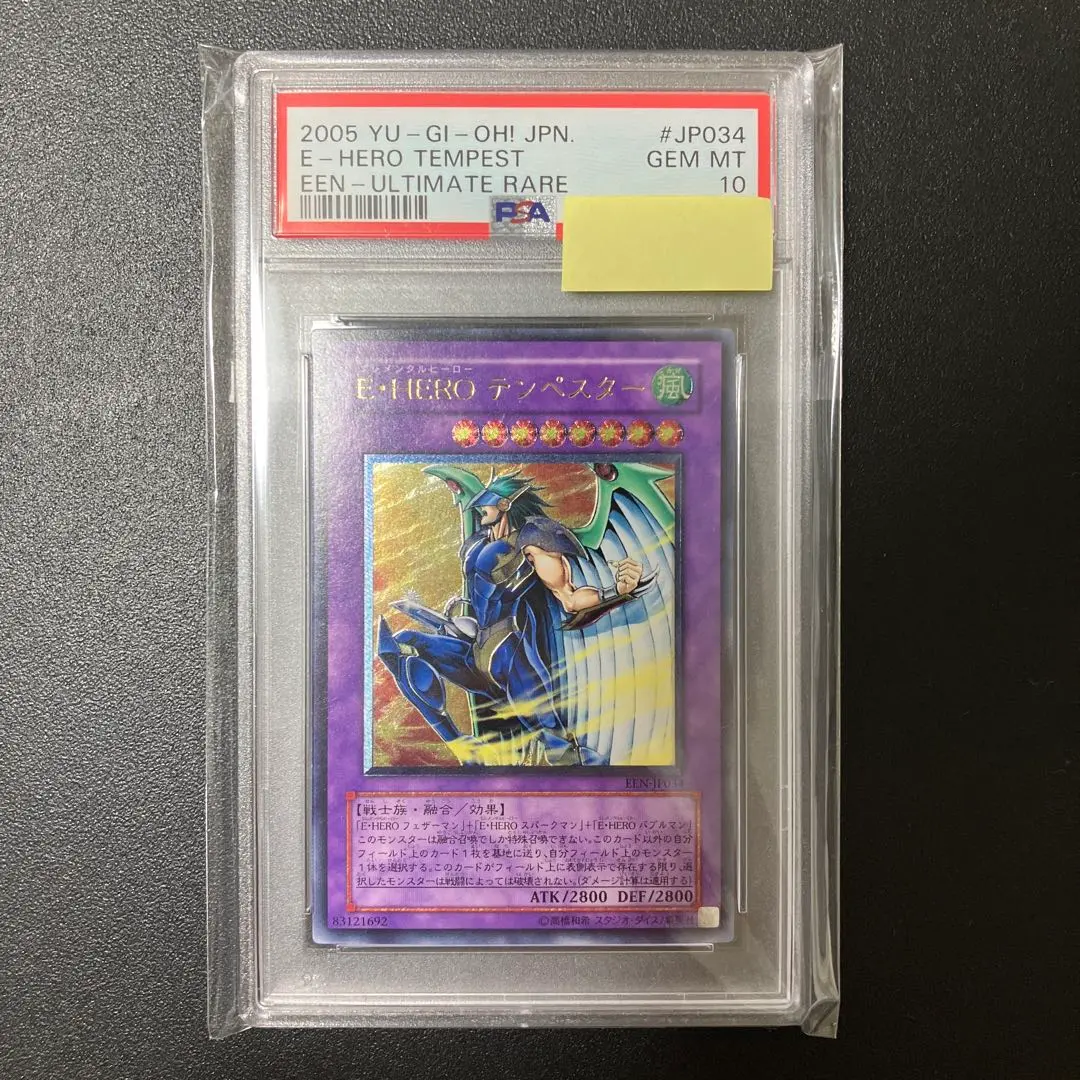 2005 YU-GI-OH! JPN. #JP034
E-HERO TEMPEST GEM MT
EEN-ULTIMATE RARE 10
PSA
メンタルヒーロー
E・HERO テンペスター 風
EEN-JP034
【戦士族・融合/効果】
「E・HERO フェザーマン」+「E・HERO スパークマン」+「E・HERO バブルマン」
このモンスターは融合召喚でしか特殊召喚できない。このカード以外の自分
フィールド上のカード1枚を墓地に送り、自分フィールド上のモンスター
1体を選択する。このカードがフィールド上に表側表示で存在する限り、選
択したモンスターは戦闘によっては破壊されない。(ダメージ計算は適用する)
ATK/2800 DEF/2800
83121692 ©高橋和希 スタジオ・ダイス/集英社